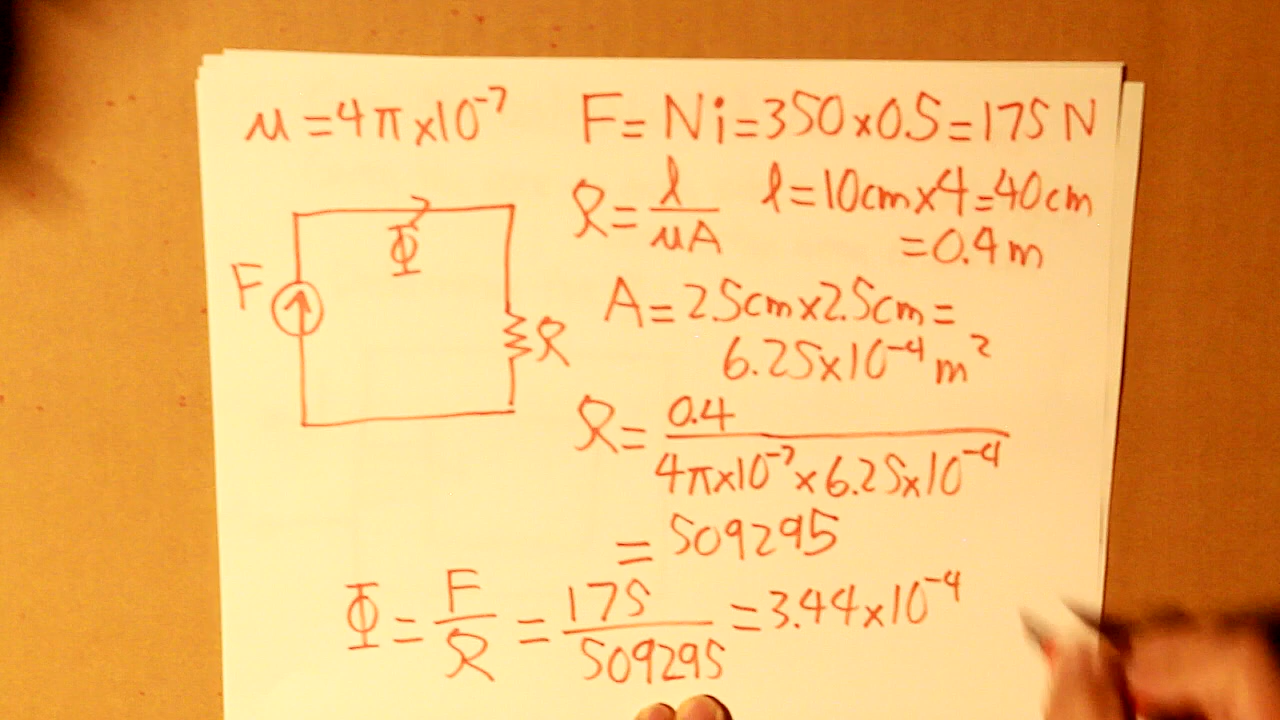 μ = 4π×10⁻⁷
F = Ni = 350×0.5 = 175 N
ℛ = l/μA l = 10cm×4 = 40cm
= 0.4 m
F
Φ
ℛ
A = 2.5cm×2.5cm =
6.25×10⁻⁴ m²
ℛ = 0.4/4π×10⁻⁷×6.25×10⁻⁴
= 509295
Φ = F/ℛ = 175/509295 = 3.44×10⁻⁴